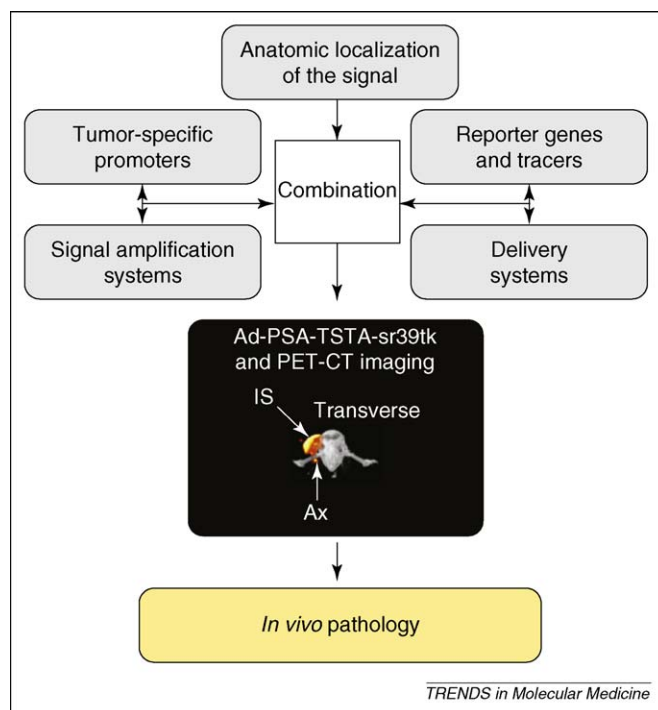 Anatomic localization
of the signal
Tumor-specific
promoters
Reporter genes
and tracers
Combination
Signal amplification
systems
Delivery
systems
Ad-PSA-TSTA-sr39tk
and PET-CT imaging
IS
Transverse
Ax
In vivo pathology
TRENDS in Molecular Medicine